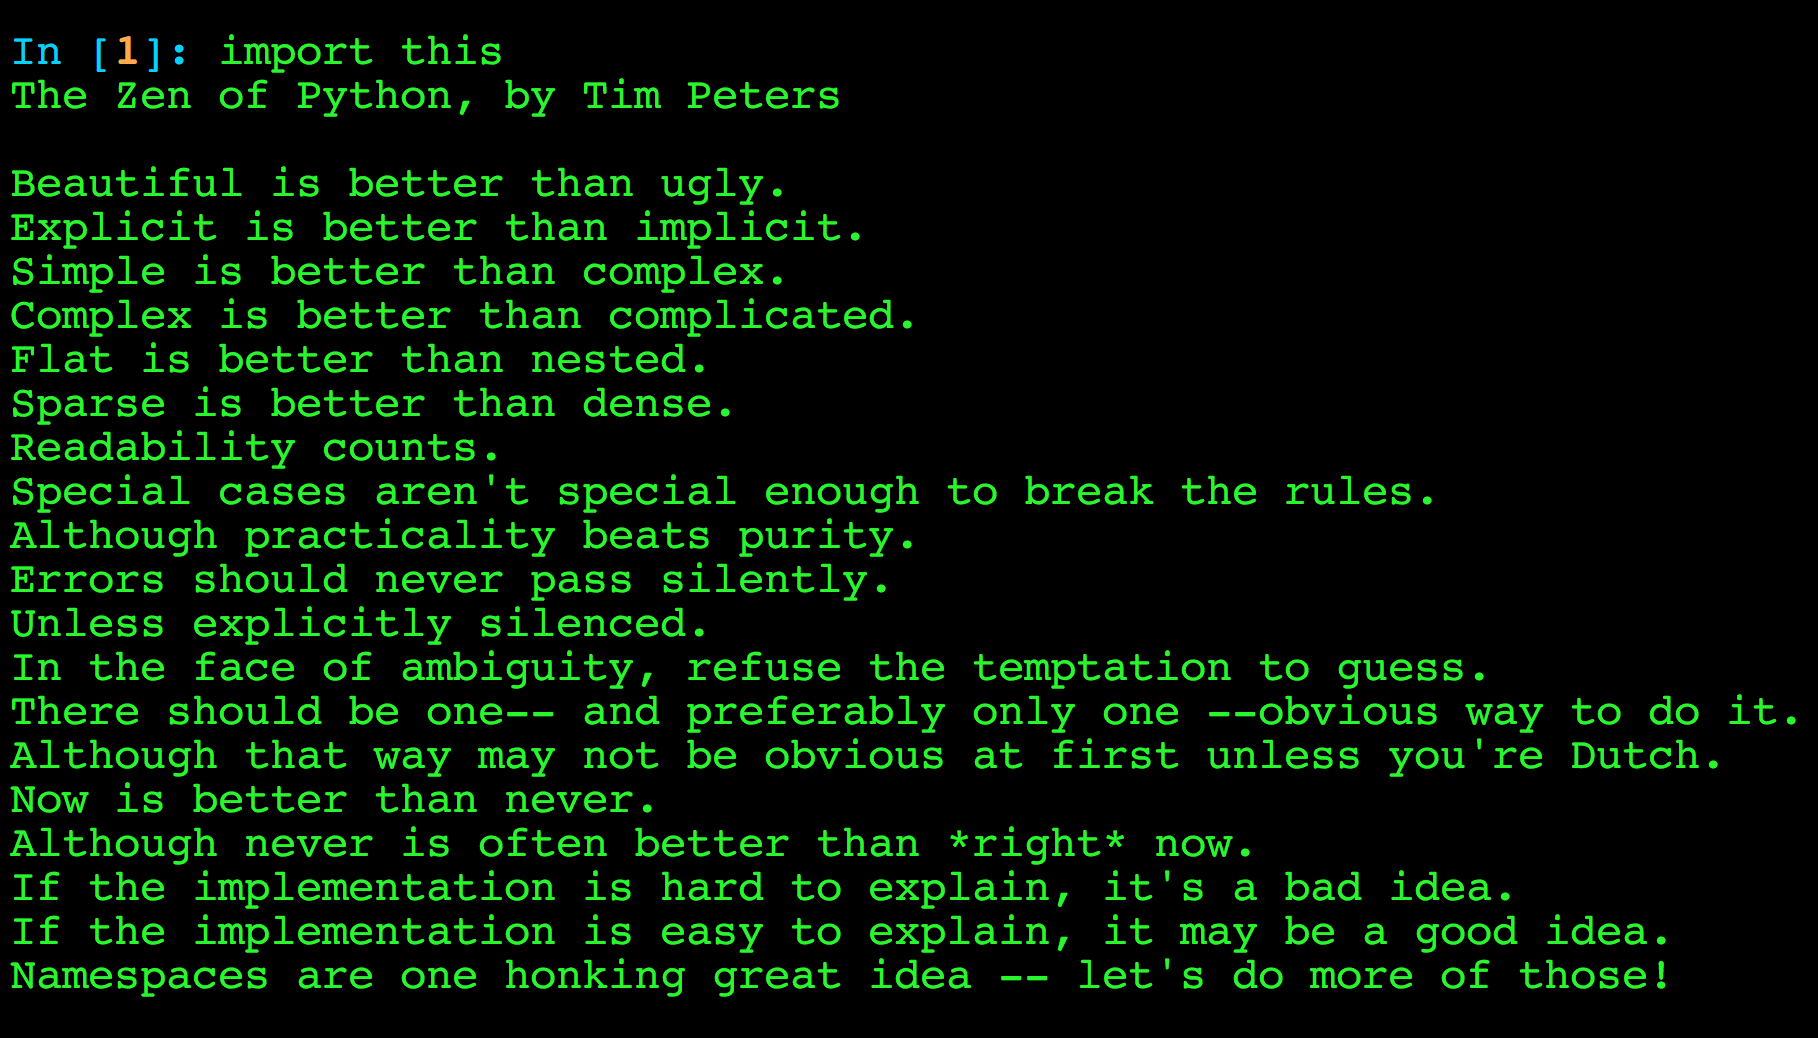 In [1]: import this
The Zen of Python, by Tim Peters
Beautiful is better than ugly.
Explicit is better than implicit.
Simple is better than complex.
Complex is better than complicated.
Flat is better than nested.
Sparse is better than dense.
Readability counts.
Special cases aren't special enough to break the rules.
Although practicality beats purity.
Errors should never pass silently.
Unless explicitly silenced.
In the face of ambiguity, refuse the temptation to guess.
There should be one-- and preferably only one --obvious way to do it.
Although that way may not be obvious at first unless you're Dutch.
Now is better than never.
Although never is often better than *right* now.
If the implementation is hard to explain, it's a bad idea.
If the implementation is easy to explain, it may be a good idea.
Namespaces are one honking great idea -- let's do more of those!